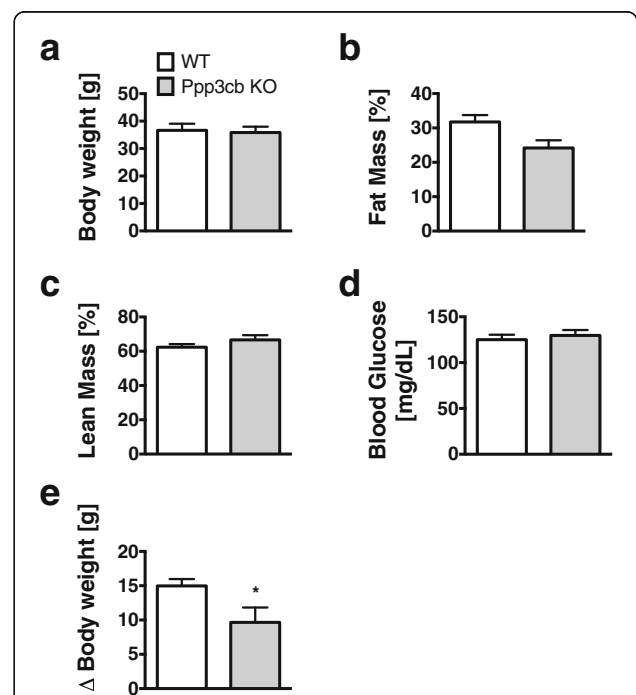 a
WT
Ppp3cb KO
Body weight [g]
50
40
30
20
10
0
b
Fat Mass [%]
40
30
20
10
0
c
Lean Mass [%]
80
60
40
20
0
d
Blood Glucose
[mg/dL]
150
100
50
0
e
Δ Body weight [g]
20
15
10
5
0
*